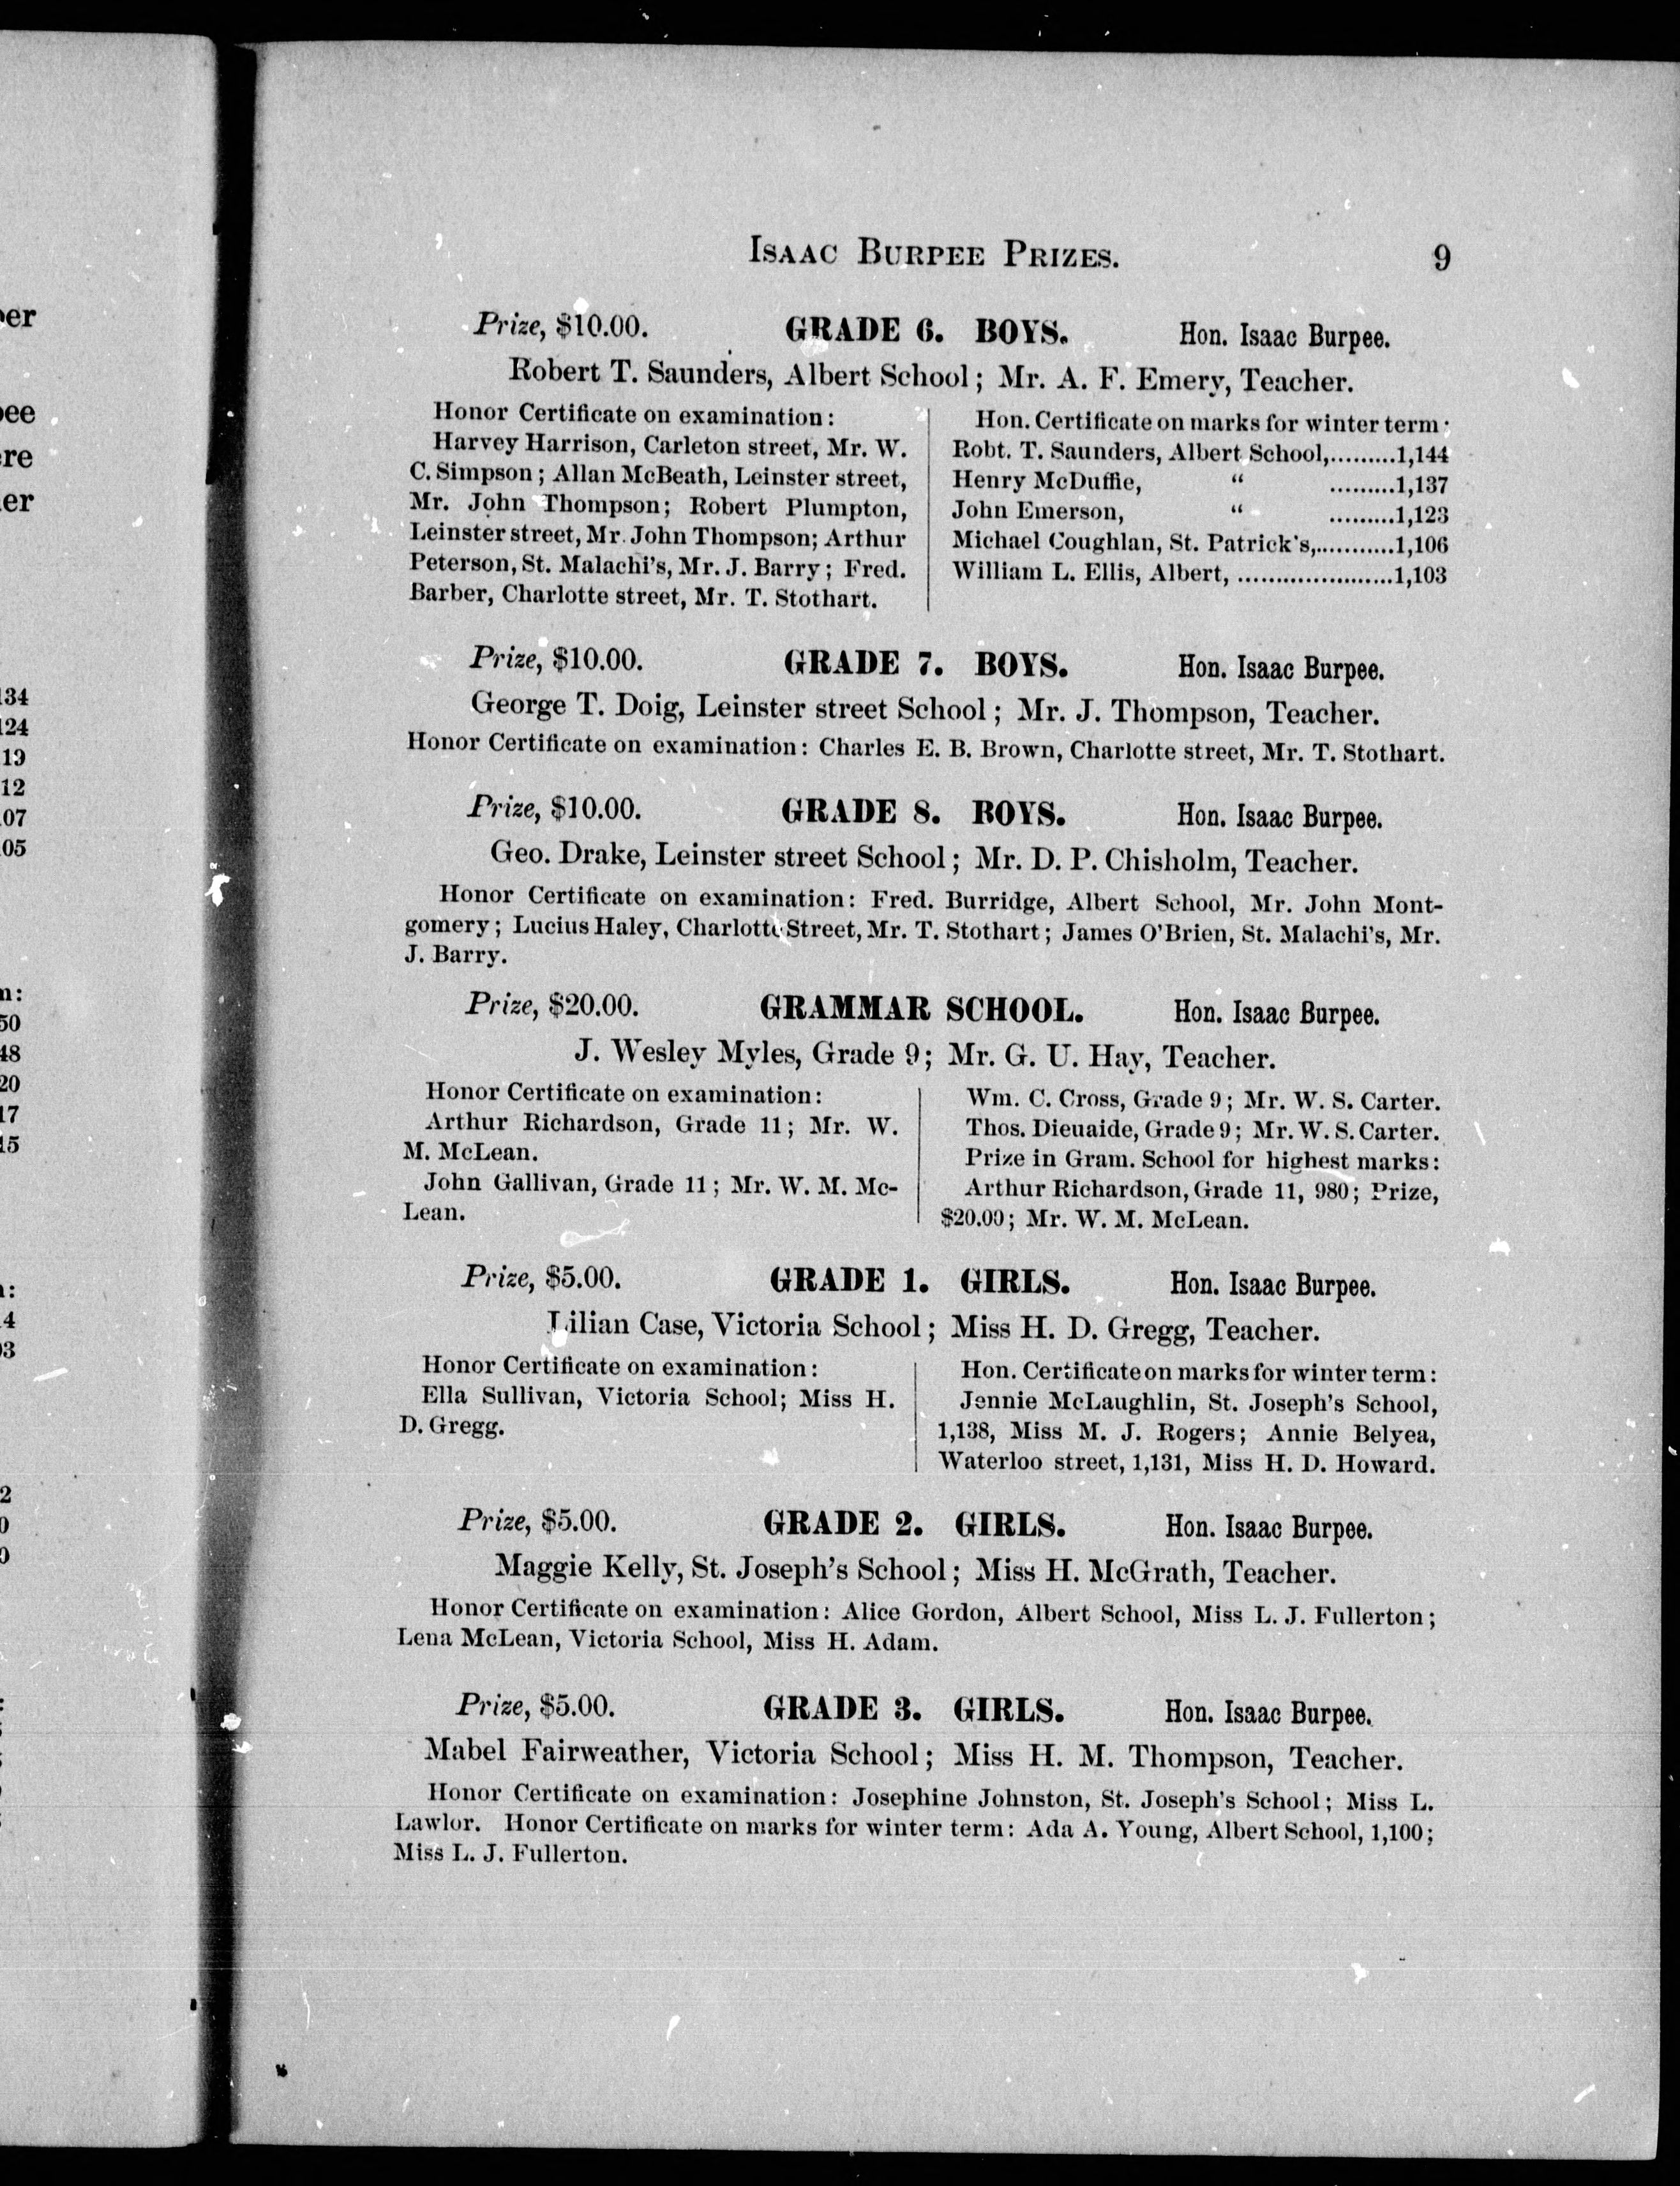 ISAAC BURPEE PRIZES. 9
Prize, $10.00. GRADE 6. BOYS. Hon. Isaac Burpee.
Robert T. Saunders, Albert School; Mr. A. F. Emery, Teacher.
Honor Certificate on examination:
Harvey Harrison, Carleton street, Mr. W.
C. Simpson; Allan McBeath, Leinster street,
Mr. John Thompson; Robert Plumpton,
Leinster street, Mr. John Thompson; Arthur
Peterson, St. Malachi's, Mr. J. Barry; Fred.
Barber, Charlotte street, Mr. T. Stothart.
Hon. Certificate on marks for winter term:
Robt. T. Saunders, Albert School,.........1,144
Henry McDuffie, " .........1,137
John Emerson, " .........1,123
Michael Coughlan, St. Patrick's,...........1,106
William L. Ellis, Albert, ......................1,103
Prize, $10.00. GRADE 7. BOYS. Hon. Isaac Burpee.
George T. Doig, Leinster street School; Mr. J. Thompson, Teacher.
Honor Certificate on examination: Charles E. B. Brown, Charlotte street, Mr. T. Stothart.
Prize, $10.00. GRADE 8. BOYS. Hon. Isaac Burpee.
Geo. Drake, Leinster street School; Mr. D. P. Chisholm, Teacher.
Honor Certificate on examination: Fred. Burridge, Albert School, Mr. John Mont-
gomery; Lucius Haley, Charlotte Street, Mr. T. Stothart; James O'Brien, St. Malachi's, Mr.
J. Barry.
Prize, $20.00. GRAMMAR SCHOOL. Hon. Isaac Burpee.
J. Wesley Myles, Grade 9; Mr. G. U. Hay, Teacher.
Honor Certificate on examination:
Arthur Richardson, Grade 11; Mr. W.
M. McLean.
John Gallivan, Grade 11; Mr. W. M. Mc-
Lean.
Wm. C. Cross, Grade 9; Mr. W. S. Carter.
Thos. Dieuaide, Grade 9; Mr. W. S. Carter.
Prize in Gram. School for highest marks:
Arthur Richardson, Grade 11, 980; Prize,
$20.00; Mr. W. M. McLean.
Prize, $5.00. GRADE 1. GIRLS. Hon. Isaac Burpee.
Lilian Case, Victoria School; Miss H. D. Gregg, Teacher.
Honor Certificate on examination:
Ella Sullivan, Victoria School; Miss H.
D. Gregg.
Hon. Certificate on marks for winter term:
Jennie McLaughlin, St. Joseph's School,
1,138, Miss M. J. Rogers; Annie Belyea,
Waterloo street, 1,131, Miss H. D. Howard.
Prize, $5.00. GRADE 2. GIRLS. Hon. Isaac Burpee.
Maggie Kelly, St. Joseph's School; Miss H. McGrath, Teacher.
Honor Certificate on examination: Alice Gordon, Albert School, Miss L. J. Fullerton;
Lena McLean, Victoria School, Miss H. Adam.
Prize, $5.00. GRADE 3. GIRLS. Hon. Isaac Burpee.
Mabel Fairweather, Victoria School; Miss H. M. Thompson, Teacher.
Honor Certificate on examination: Josephine Johnston, St. Joseph's School; Miss L.
Lawlor. Honor Certificate on marks for winter term: Ada A. Young, Albert School, 1,100;
Miss L. J. Fullerton.